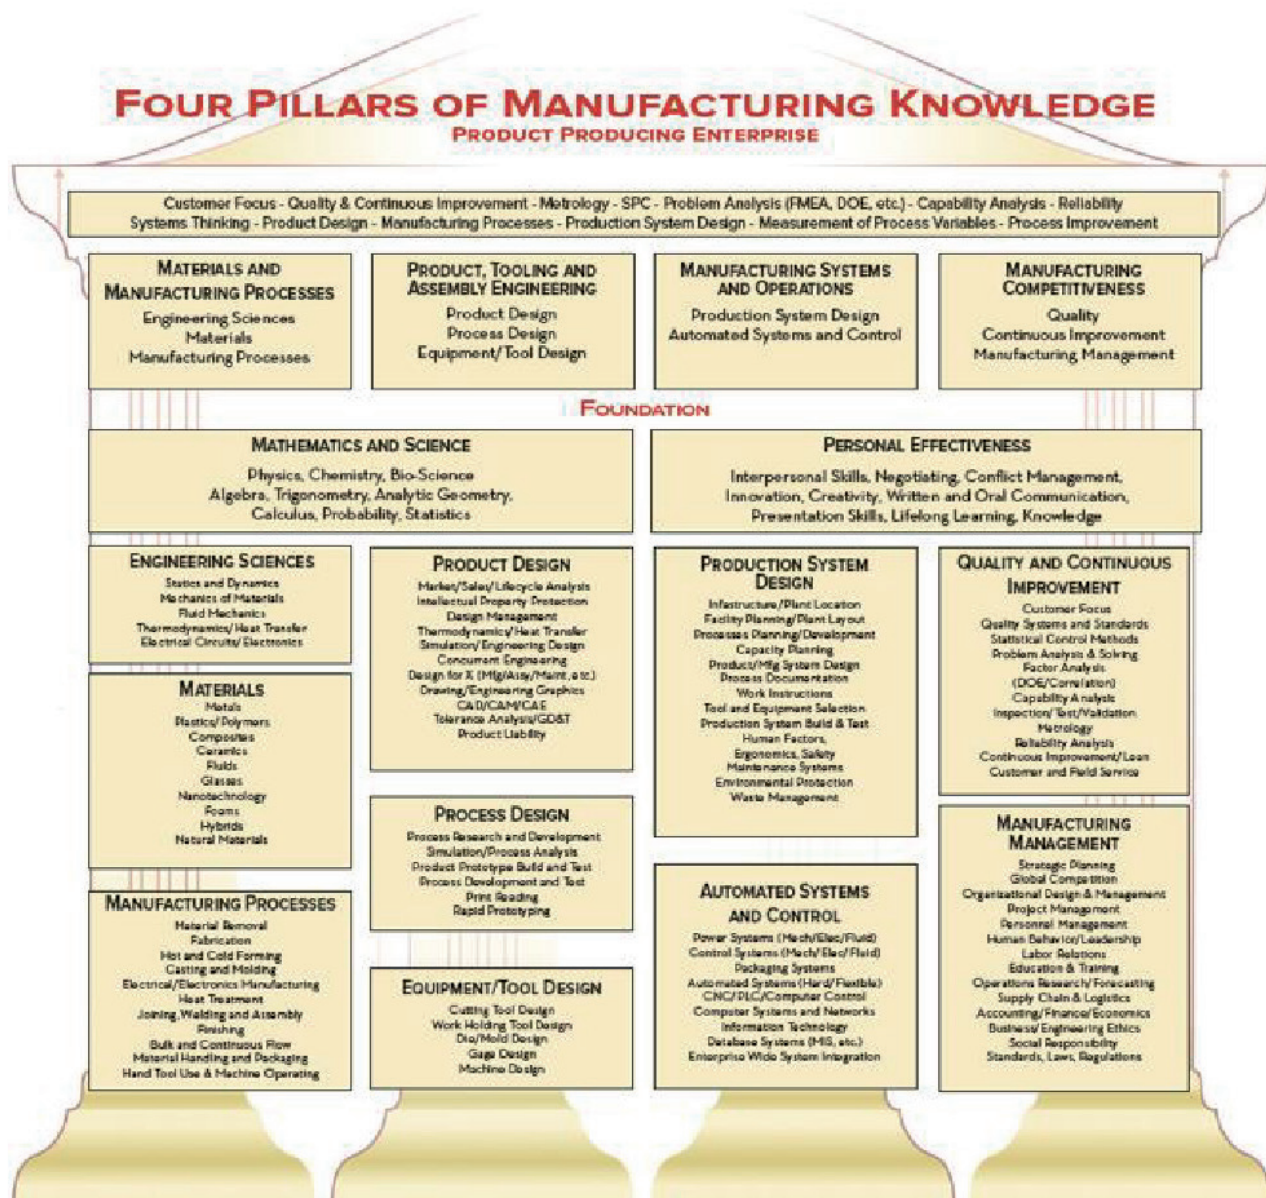 FOUR PILLARS OF MANUFACTURING KNOWLEDGE
PRODUCT PRODUCING ENTERPRISE
Customer Focus - Quality & Continuous Improvement - Metrology - SPC - Problem Analysis (FMEA, DOE, etc.) - Capability Analysis - Reliability
Systems Thinking - Product Design - Manufacturing Processes - Production System Design - Measurement of Process Variables - Process Improvement
MATERIALS AND
MANUFACTURING PROCESSES
Engineering Sciences
Materials
Manufacturing Processes
PRODUCT, TOOLING AND
ASSEMBLY ENGINEERING
Product Design
Process Design
Equipment/Tool Design
MANUFACTURING SYSTEMS
AND OPERATIONS
Production System Design
Automated Systems and Control
MANUFACTURING
COMPETITIVENESS
Quality
Continuous Improvement
Manufacturing Management
FOUNDATION
MATHEMATICS AND SCIENCE
Physics, Chemistry, Bio-Science
Algebra, Trigonometry, Analytic Geometry,
Calculus, Probability, Statistics
PERSONAL EFFECTIVENESS
Interpersonal Skills, Negotiating, Conflict Management,
Innovation, Creativity, Written and Oral Communication,
Presentation Skills, Lifelong Learning, Knowledge
ENGINEERING SCIENCES
Statics and Dynamics
Mechanics of Materials
Fluid Mechanics
Thermodynamics/Heat Transfer
Electrical Circuits/Electronics
MATERIALS
Metals
Plastics/Polymers
Composites
Ceramics
Fluids
Glasses
Nanotechnology
Foams
Hybrids
Natural Materials
MANUFACTURING PROCESSES
Material Removal
Fabrication
Hot and Cold Forming
Casting and Molding
Electrical/Electronics Manufacturing
Heat Treatment
Joining, Welding and Assembly
Finishing
Bulk and Continuous Flow
Material Handling and Packaging
Hand Tool Use & Machine Operating
PRODUCT DESIGN
Market/Sales/Lifecycle Analysis
Intellectual Property Protection
Design Management
Thermodynamics/Heat Transfer
Simulation/Engineering Design
Concurrent Engineering
Design for X (Mfg/Assy/Maint, etc.)
Drawing/Engineering Graphics
CAD/CAM/CAE
Tolerance Analysis/GD&T
Product Liability
PROCESS DESIGN
Process Research and Development
Simulation/Process Analysis
Product Prototype Build and Test
Process Development and Test
Print Reading
Rapid Prototyping
EQUIPMENT/TOOL DESIGN
Cutting Tool Design
Work Holding Tool Design
Die/Mold Design
Gage Design
Machine Design
PRODUCTION SYSTEM
DESIGN
Infastructure/Plant Location
Facility Planning/Plant Layout
Processes Planning/Development
Capacity Planning
Product/Mfg System Design
Process Documentation
Work Instructions
Tool and Equipment Selection
Production System Build & Test
Human Factors,
Ergonomics, Safety
Maintenance Systems
Environmental Protection
Waste Management
AUTOMATED SYSTEMS
AND CONTROL
Power Systems (Mech/Elec/Fluid)
Control Systems (Mech/Elec/Fluid)
Packaging Systems
Automated Systems (Hard/Flexible)
CNC/PLC/Computer Control
Computer Systems and Networks
Information Technology
Database Systems (MIS, etc.)
Enterprise Wide System Integration
QUALITY AND CONTINUOUS
IMPROVEMENT
Customer Focus
Quality Systems and Standards
Statistical Control Methods
Problem Analysis & Solving
Factor Analysis
(DOE/Correlation)
Capability Analysis
Inspection/Test/Validation
Metrology
Reliability Analysis
Continuous Improvement/Lean
Customer and Field Service
MANUFACTURING
MANAGEMENT
Strategic Planning
Global Competition
Organizational Design & Management
Project Management
Personnel Management
Human Behavior/Leadership
Labor Relations
Education & Training
Operations Research/Forecasting
Supply Chain & Logistics
Accounting/Finance/Economics
Business/Engineering Ethics
Social Responsibility
Standards, Laws, Regulations